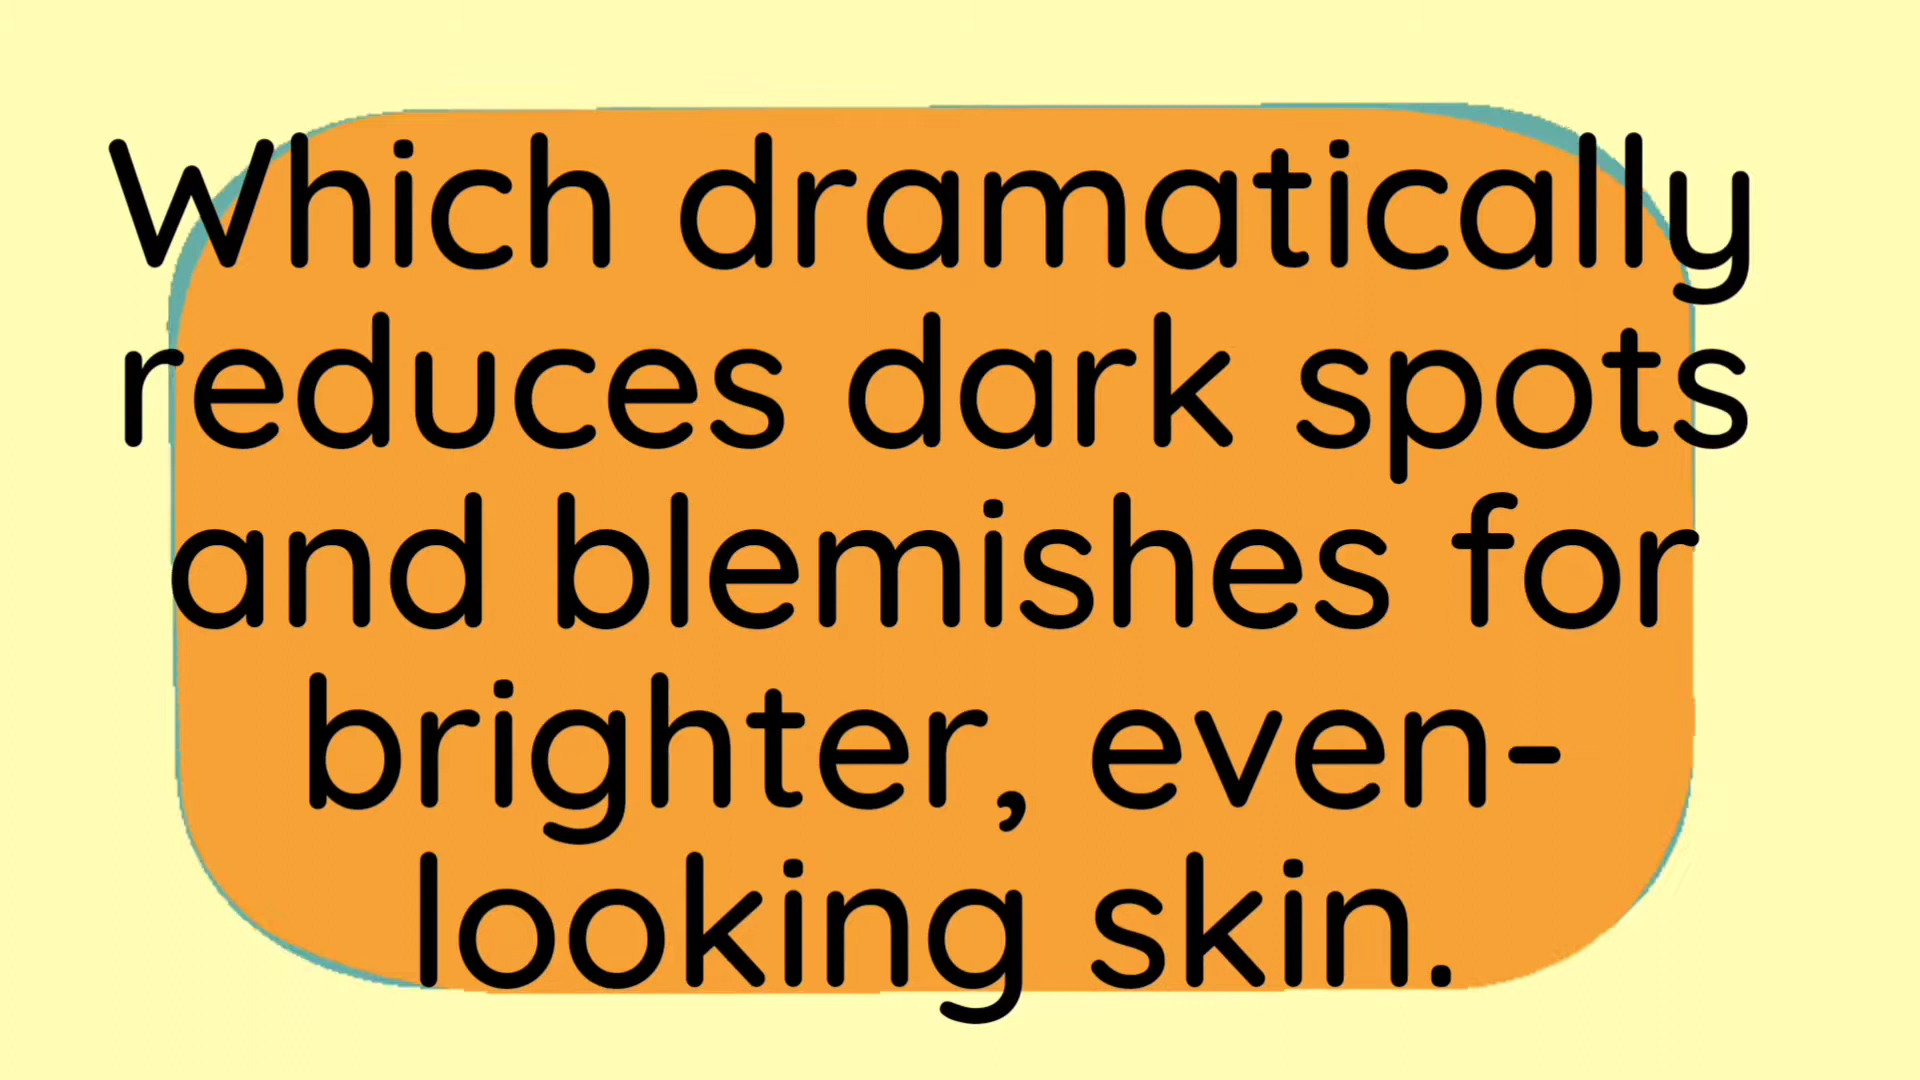 Which dramatically
reduces dark spots
and blemishes for
brighter, even-
looking skin.